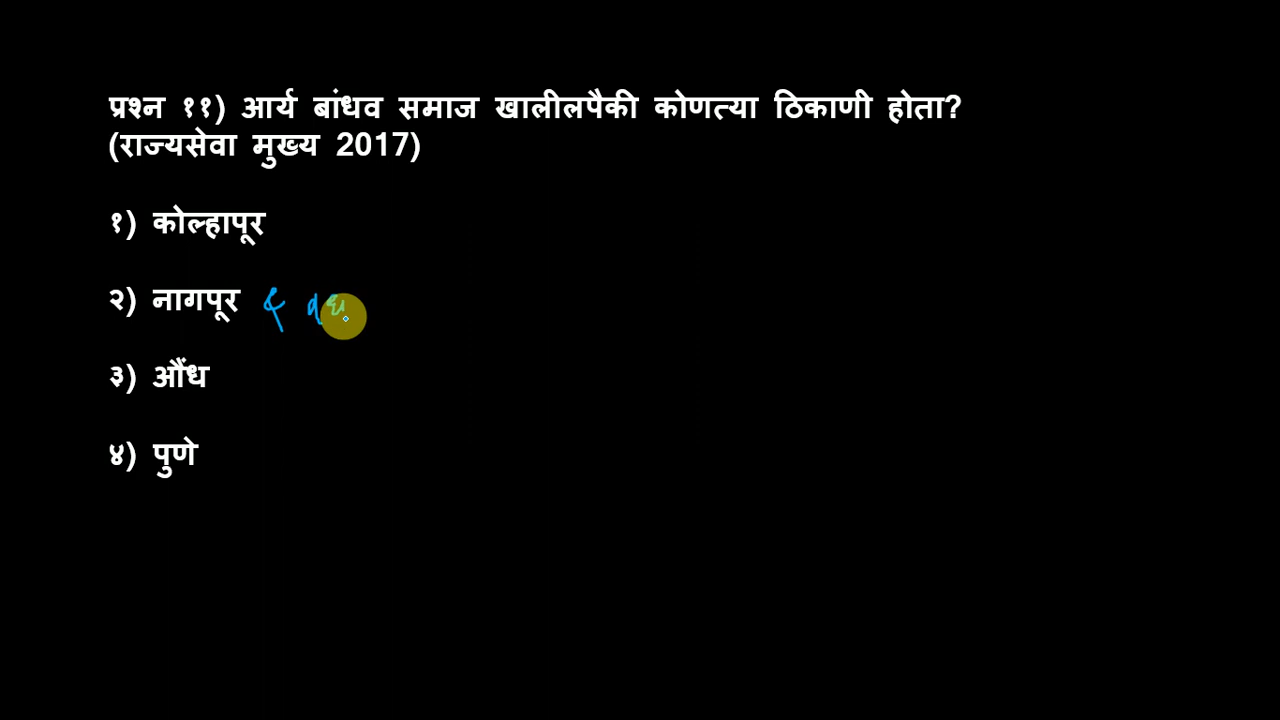 प्रश्न ११) आर्य बांधव समाज खालीलपैकी कोणत्या ठिकाणी होता?
(राज्यसेवा मुख्य 2017)
१) कोल्हापूर
२) नागपूर
३) औंध
४) पुणे